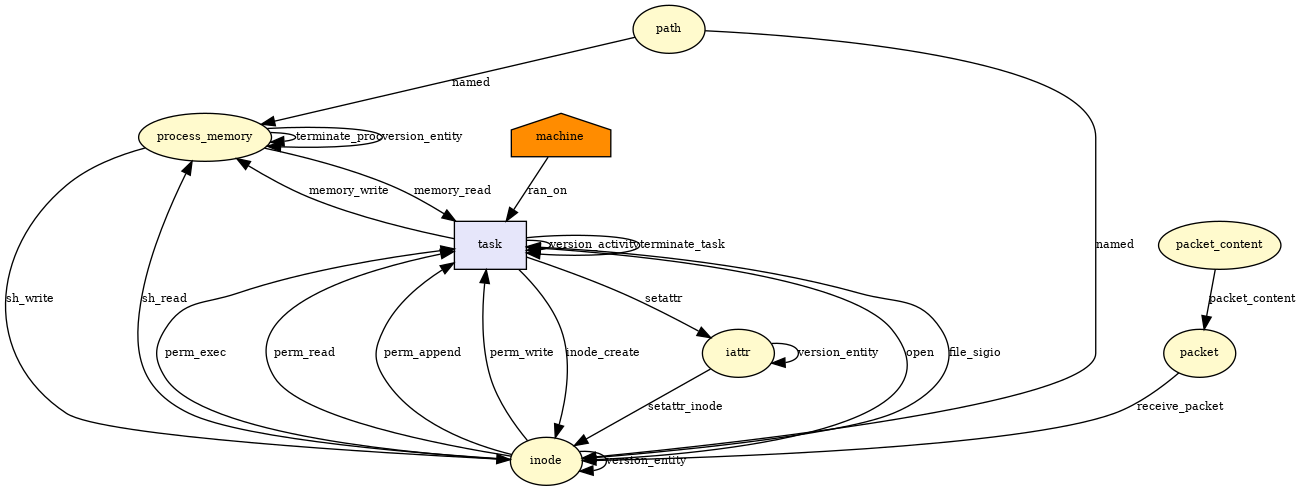 path
named
process_memory
terminate_proc
version_entity
machine
memory_write
memory_read
ran_on
task
version_activity
terminate_task
named
packet_content
sh_write
sh_read
setattr
packet_content
perm_exec
perm_read
perm_append
perm_write
inode_create
iattr
version_entity
open
file_sigio
packet
setattr_inode
receive_packet
inode
version_entity